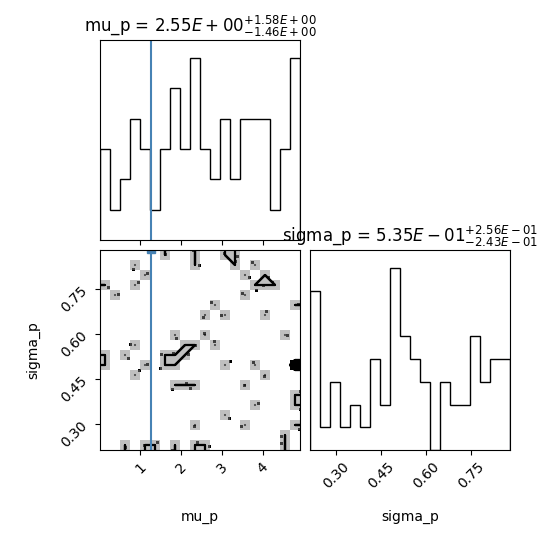 mu_p = 2.55E + 00+1.58E+00−1.46E+00
sigma_p = 5.35E − 01+2.56E−01−2.43E−01
sigma_p
0.75
0.60
0.45
0.30
1 2 3 4
mu_p
0.30 0.45 0.60 0.75
sigma_p